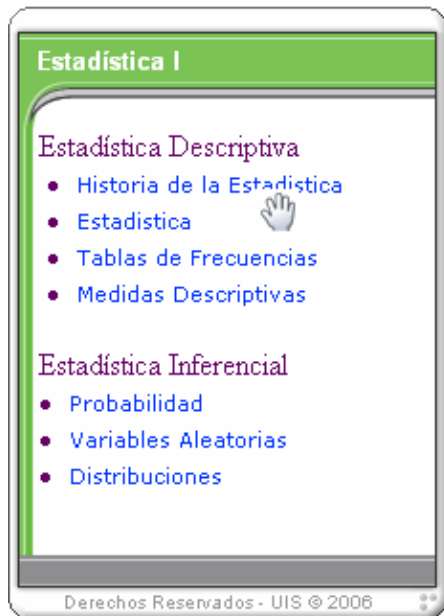 Estadística I
Estadística Descriptiva
Historia de la Estadistica
Estadistica
Tablas de Frecuencias
Medidas Descriptivas
Estadística Inferencial
Probabilidad
Variables Aleatorias
Distribuciones
Derechos Reservados - UIS © 2006